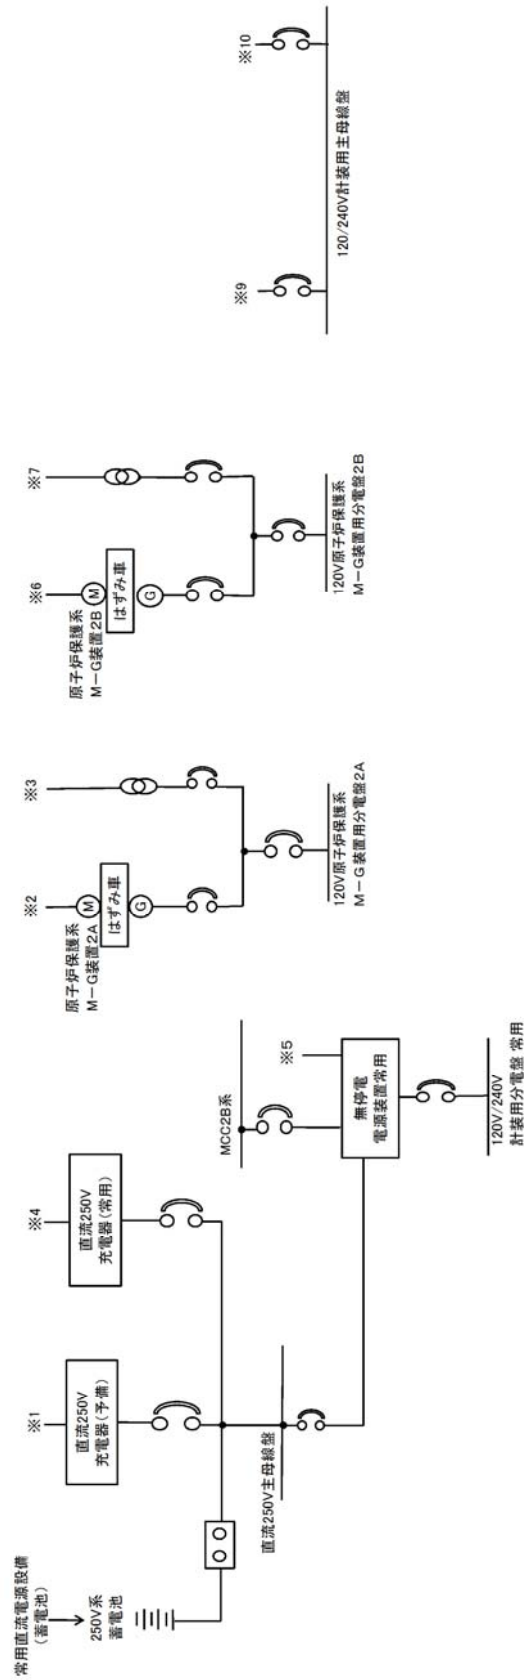 常用直流電源設備
(蓄電池)
250V系
蓄電池
※1
直流250V
充電器(予備)
※4
直流250V
充電器(常用)
直流250V主母線盤
MCC2B系
※5
無停電
電源装置常用
120V/240V
計装用分電盤 常用
※2
原子炉保護系
M－G装置2A
M
はずみ車
G
※3
120V原子炉保護系
M－G装置用分電盤2A
※6
原子炉保護系
M－G装置2B
M
はずみ車
G
※7
120V原子炉保護系
M－G装置用分電盤2B
※9
※10
120/240V計装用主母線盤